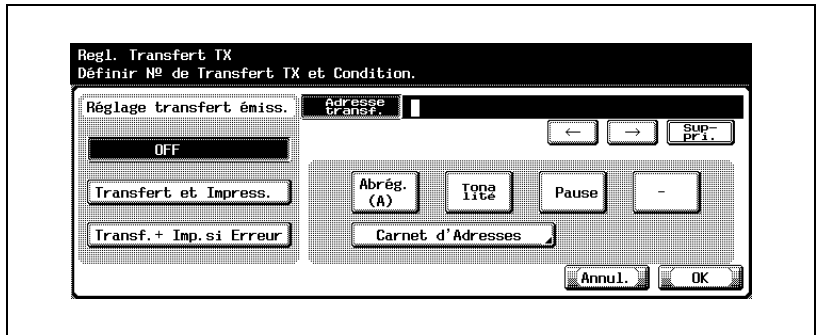 Regl. Transfert TX
Définir Nº de Transfert TX et Condition.
Réglage transfert émiss.
Adresse
transf.
← → Sup-
pri.
OFF
Transfert et Impress.
Transf.+ Imp.si Erreur
Abrég.
(A)
Tona
lité
Pause
-
Carnet d'Adresses
Annul. OK